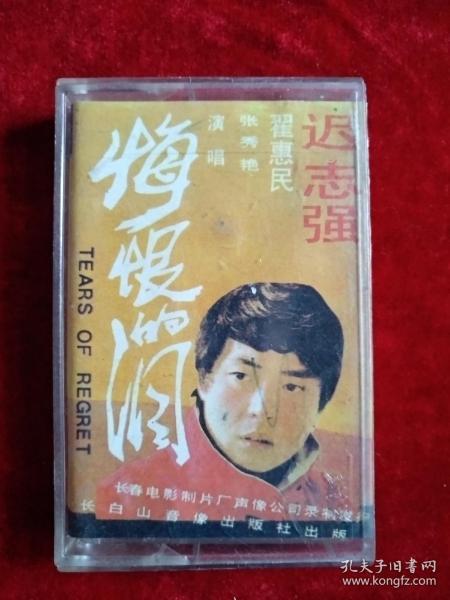 迟志强
翟惠民
张秀艳
演唱
悔恨的泪
TEARS OF REGRET
长春电影制片厂声像公司录制发行
长白山音像出版社出版
孔夫子旧书网
www.kongfz.com